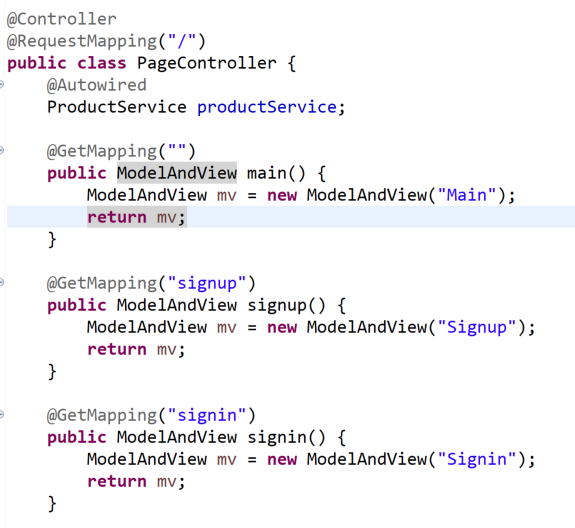 @Controller
@RequestMapping("/")
public class PageController {
    @Autowired
    ProductService productService;

    @GetMapping("")
    public ModelAndView main() {
        ModelAndView mv = new ModelAndView("Main");
        return mv;
    }

    @GetMapping("signup")
    public ModelAndView signup() {
        ModelAndView mv = new ModelAndView("Signup");
        return mv;
    }

    @GetMapping("signin")
    public ModelAndView signin() {
        ModelAndView mv = new ModelAndView("Signin");
        return mv;
    }